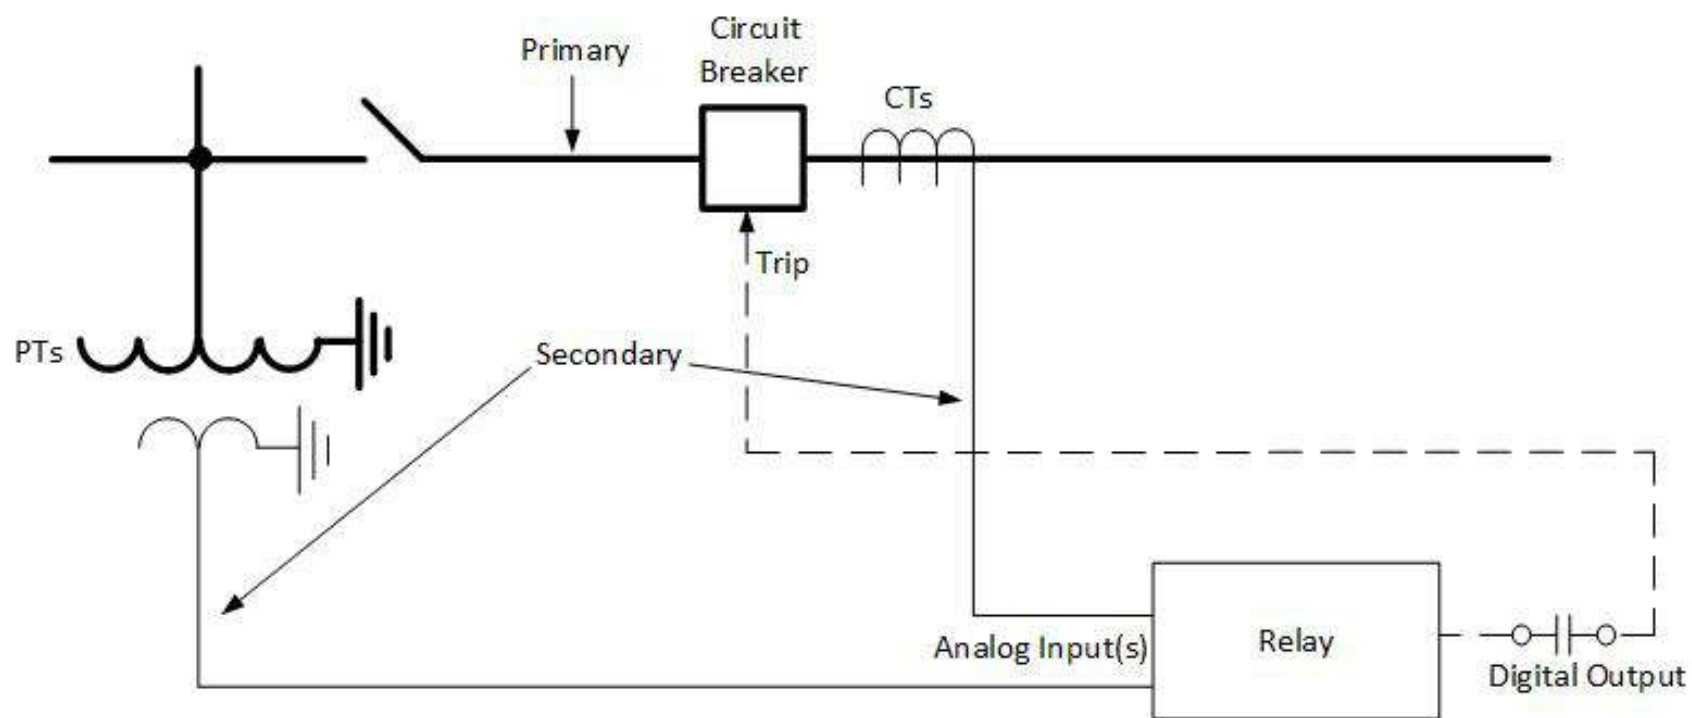 Circuit
Breaker
Primary
CTs
Trip
PTs
Secondary
Analog Input(s)
Relay
Digital Output